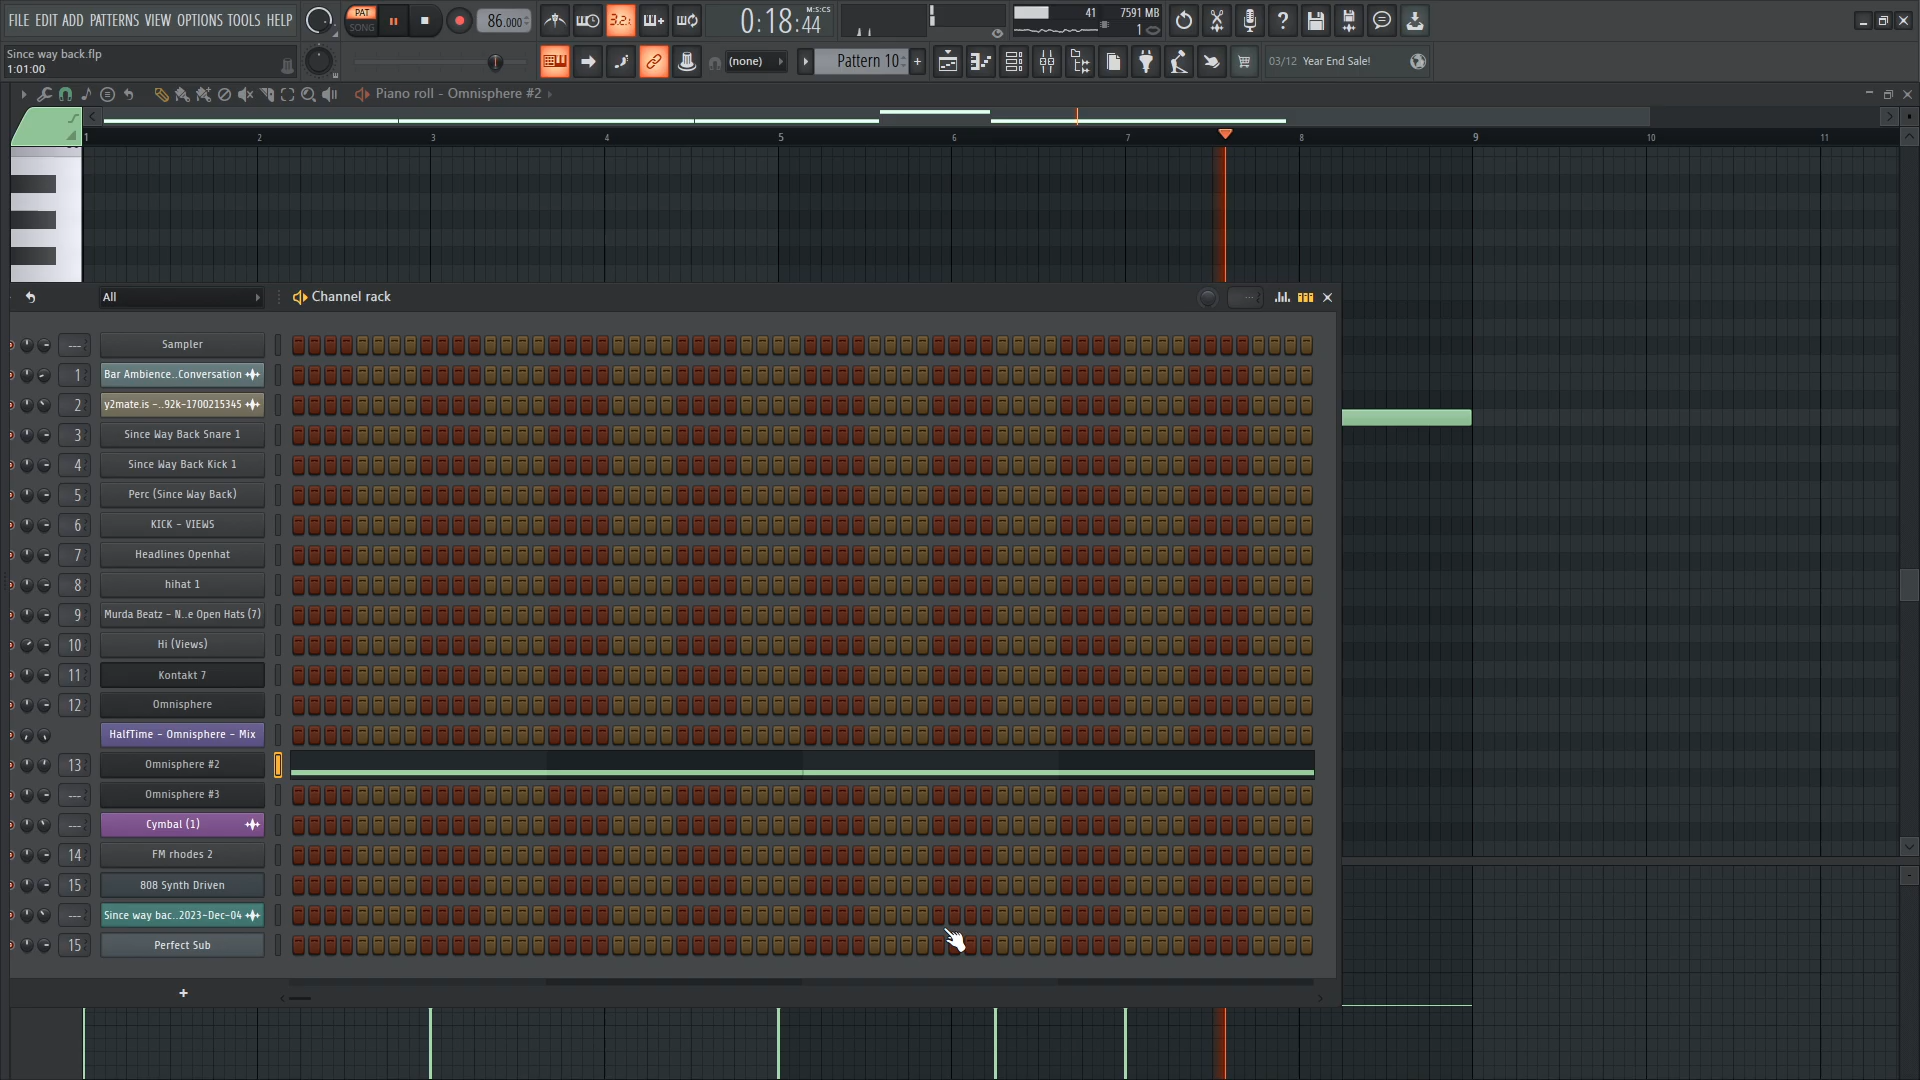 FILE EDIT ADD PATTERNS VIEW OPTIONS TOOLS HELP
PAT
SONG
86.000
3.2:
0:18:44
M:S:CS
41
7591 MB
1
Since way back.flp
1:01:00
(none)
Pattern 10
+
03/12 Year End Sale!
Piano roll - Omnisphere #2
1 2 3 4 5 6 7 8 9 10 11
All
Channel rack
--- Sampler
1 Bar Ambience..Conversation
2 y2mate.is -..92k-1700215345
3 Since Way Back Snare 1
4 Since Way Back Kick 1
5 Perc (Since Way Back)
6 KICK - VIEWS
7 Headlines Openhat
8 hihat 1
9 Murda Beatz - N..e Open Hats (7)
10 Hi (Views)
11 Kontakt 7
12 Omnisphere
HalfTime - Omnisphere - Mix
13 Omnisphere #2
--- Omnisphere #3
--- Cymbal (1)
14 FM rhodes 2
15 808 Synth Driven
--- Since way bac..2023-Dec-04
15 Perfect Sub
+